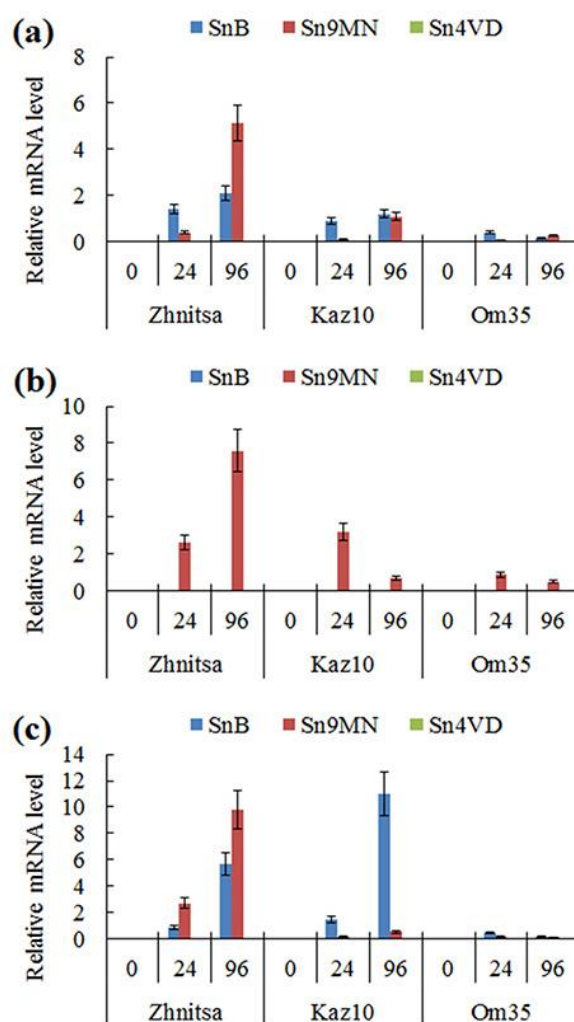 (a)
SnB Sn9MN Sn4VD
Relative mRNA level
8
6
4
2
0
0 24 96 0 24 96 0 24 96
Zhnitsa Kaz10 Om35
(b)
SnB Sn9MN Sn4VD
Relative mRNA level
10
8
6
4
2
0
0 24 96 0 24 96 0 24 96
Zhnitsa Kaz10 Om35
(c)
SnB Sn9MN Sn4VD
Relative mRNA level
14
12
10
8
6
4
2
0
0 24 96 0 24 96 0 24 96
Zhnitsa Kaz10 Om35